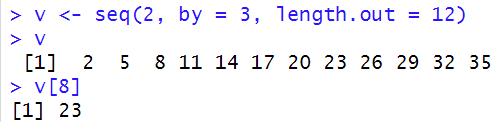 > v <- seq(2, by = 3, length.out = 12)
> v
 [1]  2  5  8 11 14 17 20 23 26 29 32 35
> v[8]
[1] 23